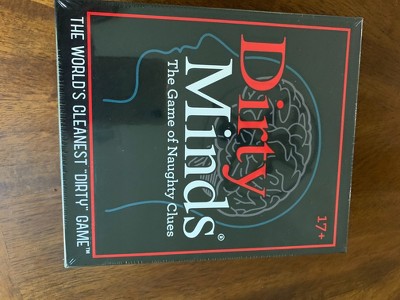 Dirty
Minds®
The Game of Naughty Clues
17+
THE WORLD'S CLEANEST "DIRTY" GAME™